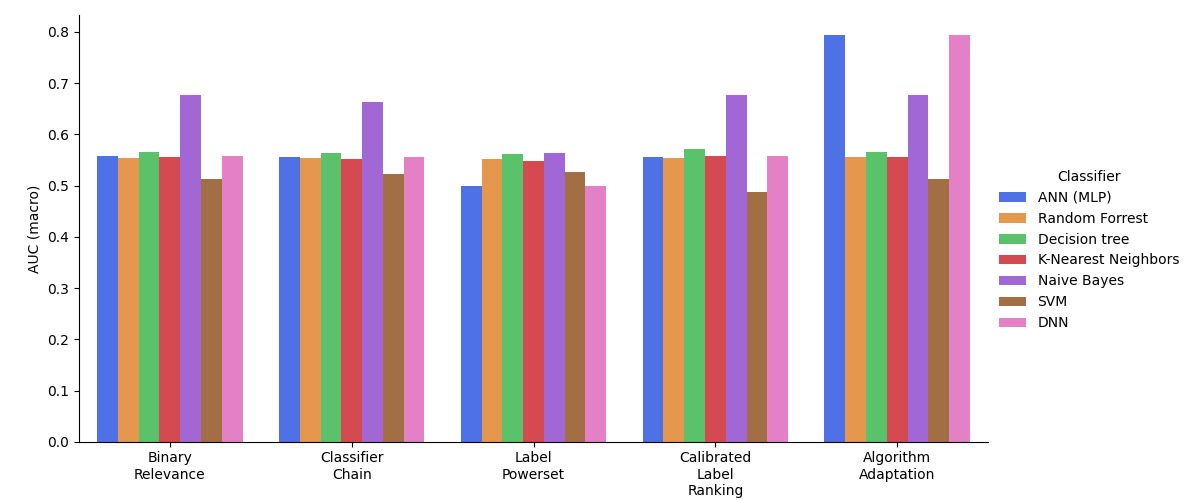 0.8
0.7
0.6
0.5
0.4
0.3
0.2
0.1
0.0
AUC (macro)
Binary
Relevance
Classifier
Chain
Label
Powerset
Calibrated
Label
Ranking
Algorithm
Adaptation
Classifier
ANN (MLP)
Random Forrest
Decision tree
K-Nearest Neighbors
Naive Bayes
SVM
DNN